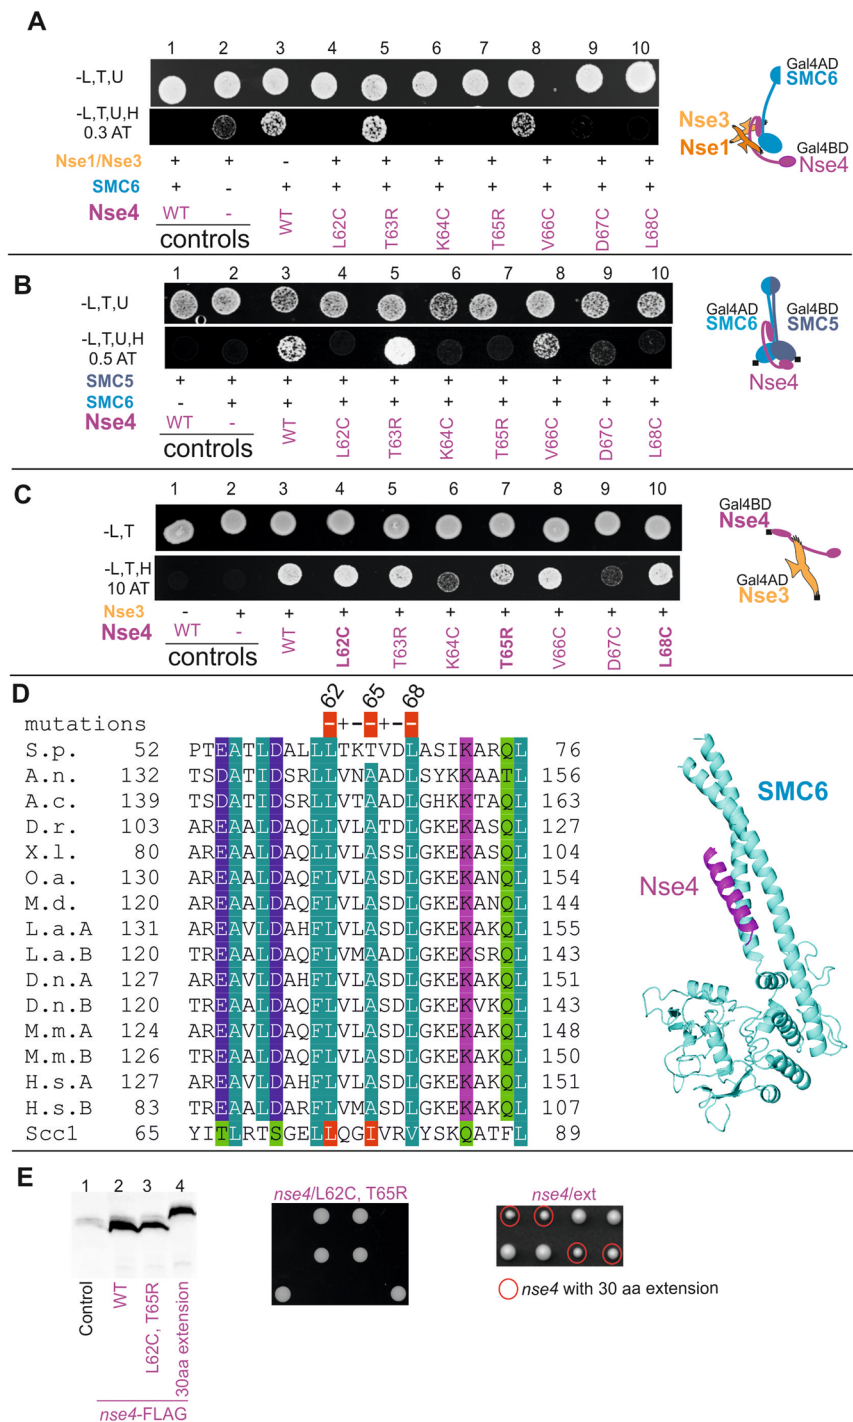 A
1 2 3 4 5 6 7 8 9 10
-L,T,U
-L,T,U,H
0.3 AT
Nse1/Nse3 + + - + + + + + + +
SMC6 + - + + + + + + + +
Nse4 WT - WT L62C T63R K64C T65R V66C D67C L68C
controls
Gal4AD
SMC6
Nse3
Nse1
Gal4BD
Nse4
B
1 2 3 4 5 6 7 8 9 10
-L,T,U
-L,T,U,H
0.5 AT
SMC5 + + + + + + + + + +
SMC6 - + + + + + + + + +
Nse4 WT - WT L62C T63R K64C T65R V66C D67C L68C
controls
Gal4AD Gal4BD
SMC6 SMC5
Nse4
C
1 2 3 4 5 6 7 8 9 10
-L,T
-L,T,H
10 AT
Nse3 - + + + + + + + + +
Nse4 WT - WT L62C T63R K64C T65R V66C D67C L68C
controls
Gal4BD
Nse4
Gal4AD
Nse3
D
62 65 68
mutations -+--+--
S.p. 52 PTEATLDALLLTKTVDLASIKARQL 76
A.n. 132 TSDATIDSRLLVNAADLSYKKAATL 156
A.c. 139 TSDATIDSRLLVTAADLGHKKTAQL 163
D.r. 103 AREAALDAQLLVLATDLGKEKASQL 127
X.l. 80 AREAALDAQLLVLASSLGKEKASQL 104
O.a. 130 AREAALDAQFLVLASDLGKEKANQL 154
M.d. 120 AREAALDAQFLVLASDLGKEKANQL 144
L.a.A 131 AREAVLDAHFLVLASDLGKEKAKQL 155
L.a.B 120 TREAALDAQFLVMAADLGKEKSRQL 143
D.n.A 127 AREAVLDAHFLVLASDLGKEKAKQL 151
D.n.B 120 TREAALDAQFLVLASDLGKEKVKQL 143
M.m.A 124 AREAVLDAQFLVLASDLGKEKAKQL 148
M.m.B 126 TREAALDAQFLVLASDLGKEKAKQL 150
H.s.A 127 AREAVLDAHFLVLASDLGKEKAKQL 151
H.s.B 83 TREAALDARFLVMASDLGKEKAKQL 107
Scc1 65 YITLRTSGELLQGIVRVYSKQATFL 89
SMC6
Nse4
E
1 2 3 4
Control WT L62C, T65R 30aa extension
nse4-FLAG
nse4/L62C, T65R
nse4/ext
nse4 with 30 aa extension